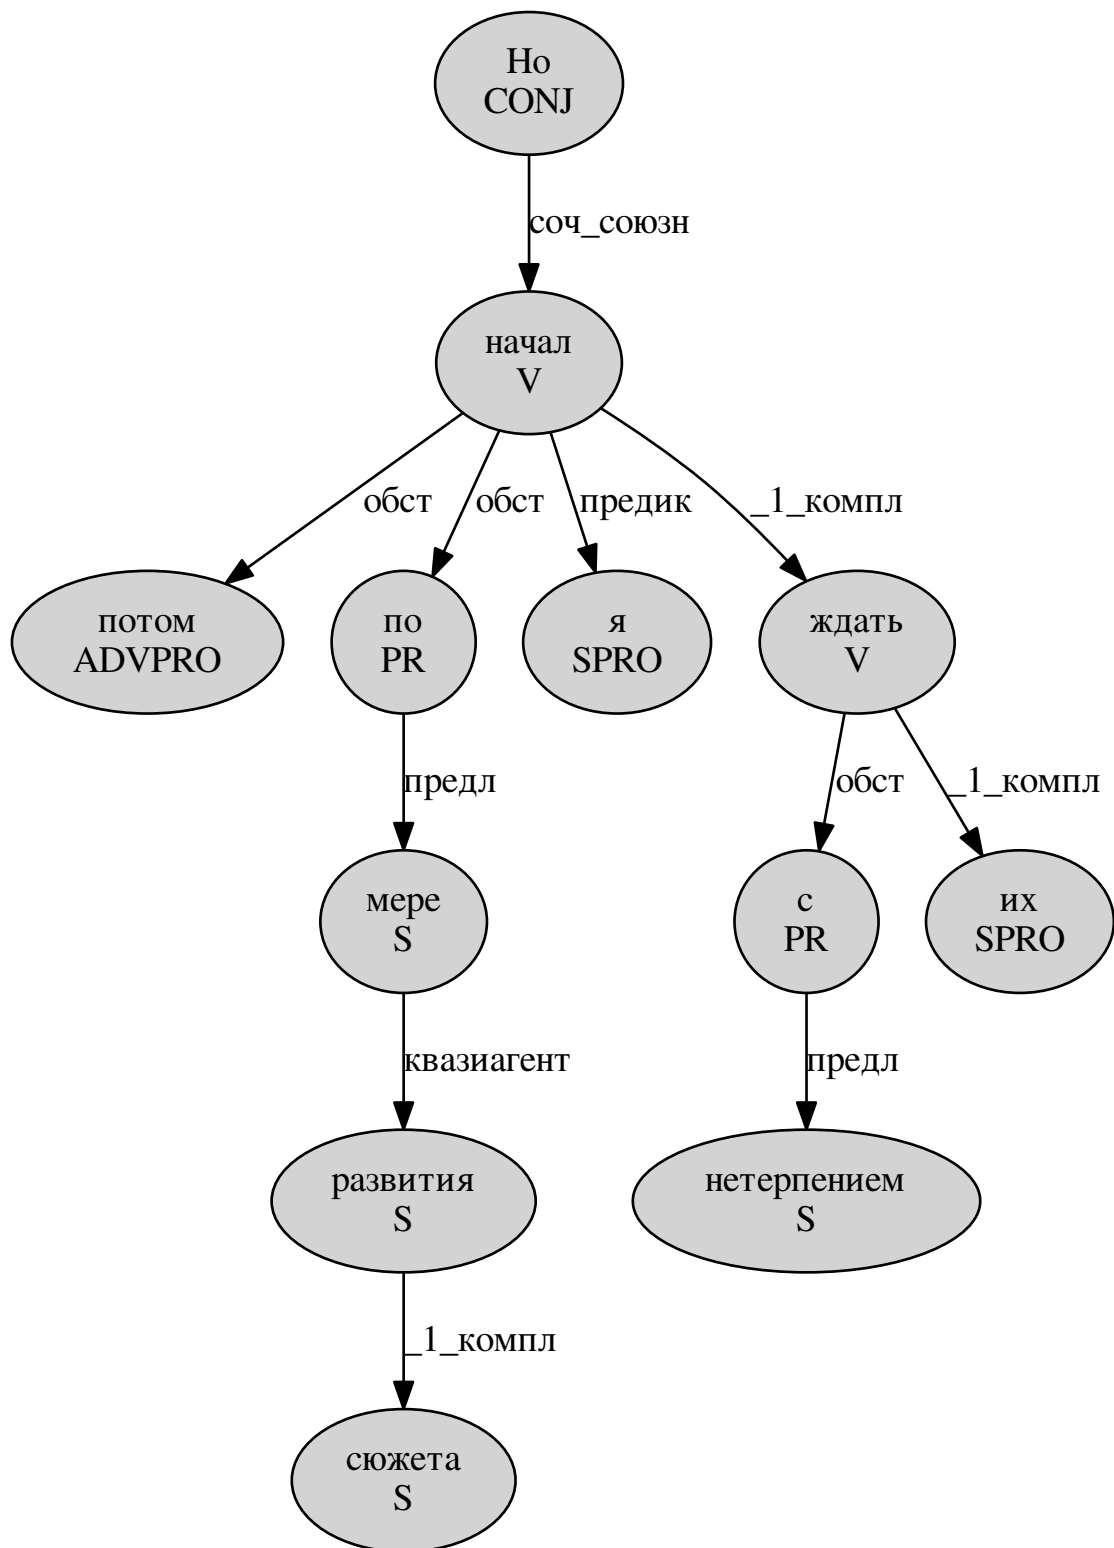 Но
CONJ
соч_союзн
начал
V
обст
обст
предик
_1_компл
потом
ADVPRO
по
PR
я
SPRO
ждать
V
предл
обст
_1_компл
мере
S
с
PR
их
SPRO
квазиагент
предл
развития
S
нетерпением
S
_1_компл
сюжета
S